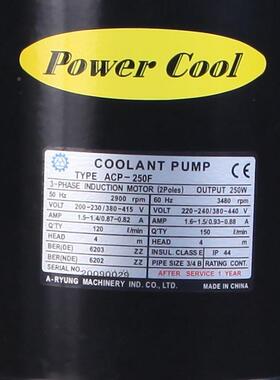 Power Cool
COOLANT PUMP CE
TYPE ACP-250F
3-PHASE INDUCTION MOTOR (2Poles) OUTPUT 250W
50 Hz 2900 rpm 60 Hz 3480 rpm
VOLT 200-230/380-415 V VOLT 220-240/380-440 V
AMP 1.5-1.4/0.87-0.82 A AMP 1.6-1.5/0.93-0.88 A
Q'TY 120 l/min Q'TY 150 l/min
HEAD 4 m HEAD 4 m
BER(DE) 6203 ZZ INSUL.CLASS E IP 44
BER(NDE) 6202 ZZ PIPE SIZE 3/4 B RATING CONT.
SERIAL NO. 20090029 AFTER SERVICE 1 YEAR
A-RYUNG MACHINERY IND. CO., LTD.